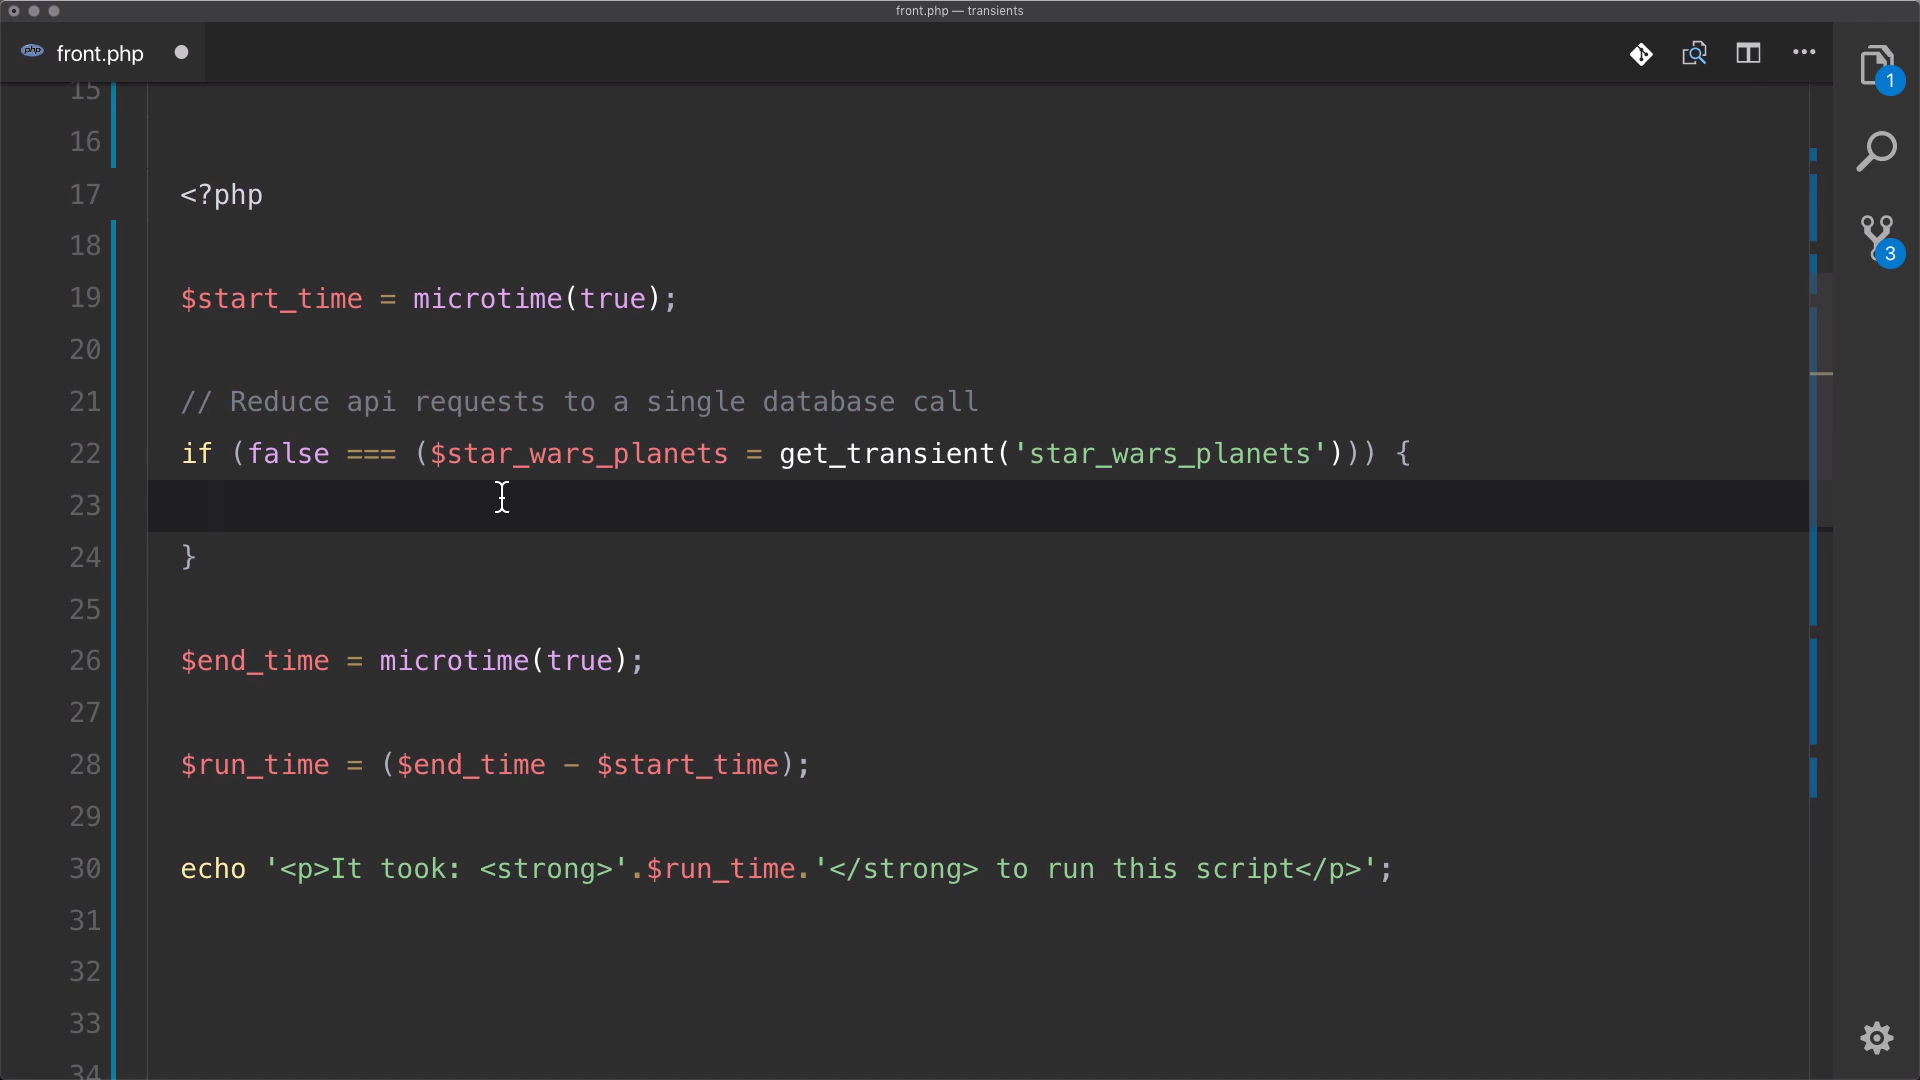 front.php — transients
php front.php
1
3
15
16
17 <?php
18
19 $start_time = microtime(true);
20
21 // Reduce api requests to a single database call
22 if (false === ($star_wars_planets = get_transient('star_wars_planets'))) {
23
24 }
25
26 $end_time = microtime(true);
27
28 $run_time = ($end_time - $start_time);
29
30 echo '<p>It took: <strong>'.$run_time.'</strong> to run this script</p>';
31
32
33
34